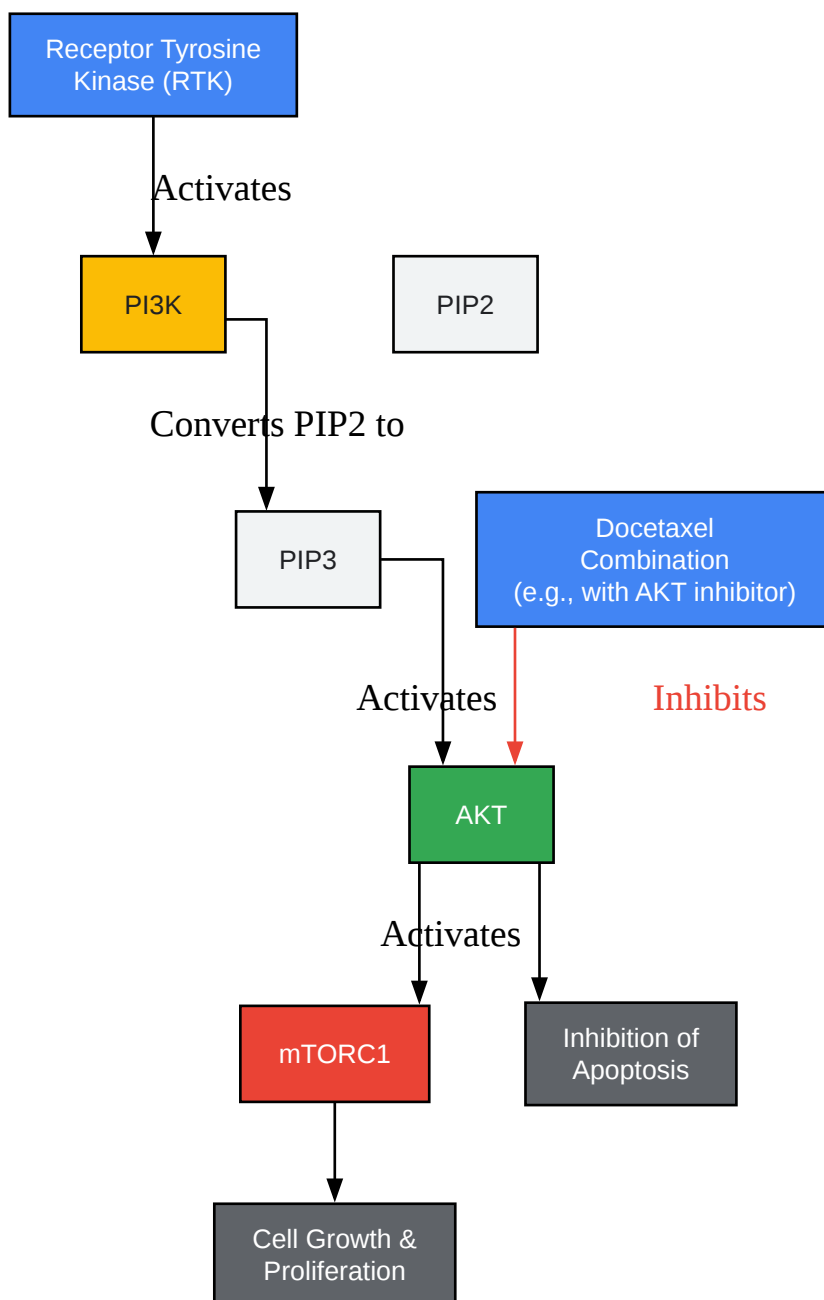 Receptor Tyrosine
Kinase (RTK)
Activates
PI3K
PIP2
Converts PIP2 to
PIP3
Docetaxel
Combination
(e.g., with AKT inhibitor)
Activates
Inhibits
AKT
Activates
mTORC1
Inhibition of
Apoptosis
Cell Growth &
Proliferation